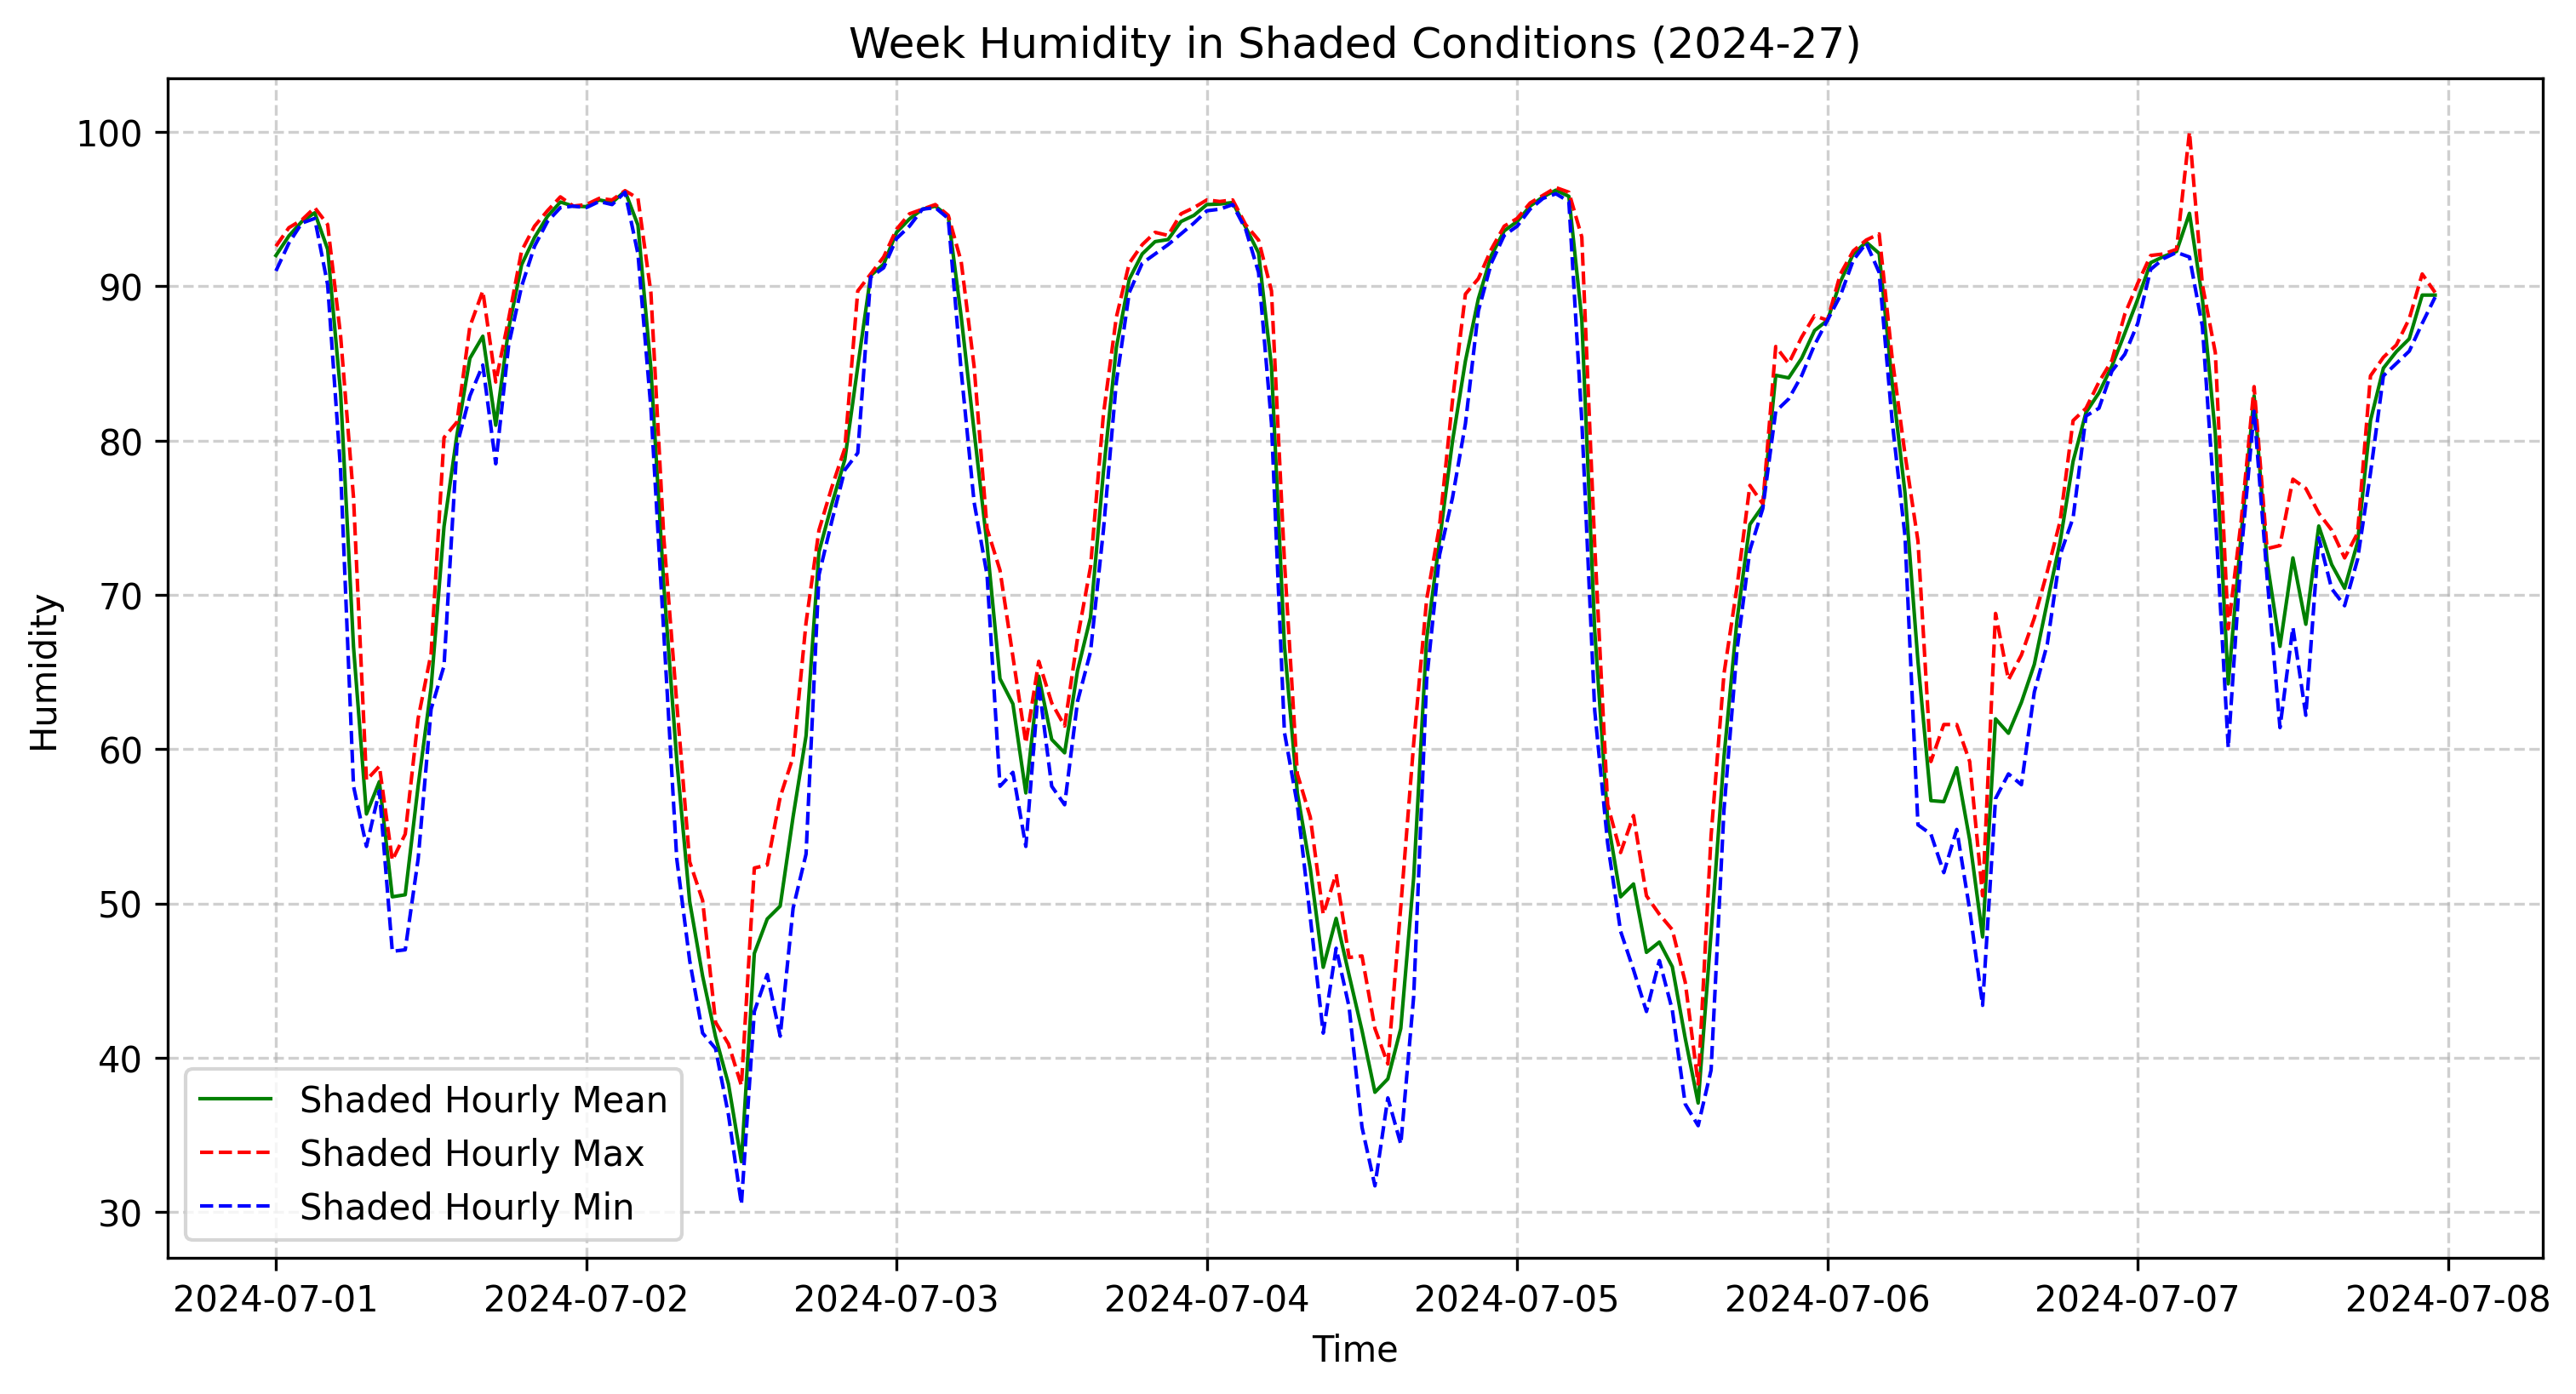 Week Humidity in Shaded Conditions (2024-27)
100
90
80
70
60
50
40
30
Humidity
Shaded Hourly Mean
Shaded Hourly Max
Shaded Hourly Min
2024-07-01 2024-07-02 2024-07-03 2024-07-04 2024-07-05 2024-07-06 2024-07-07 2024-07-08
Time